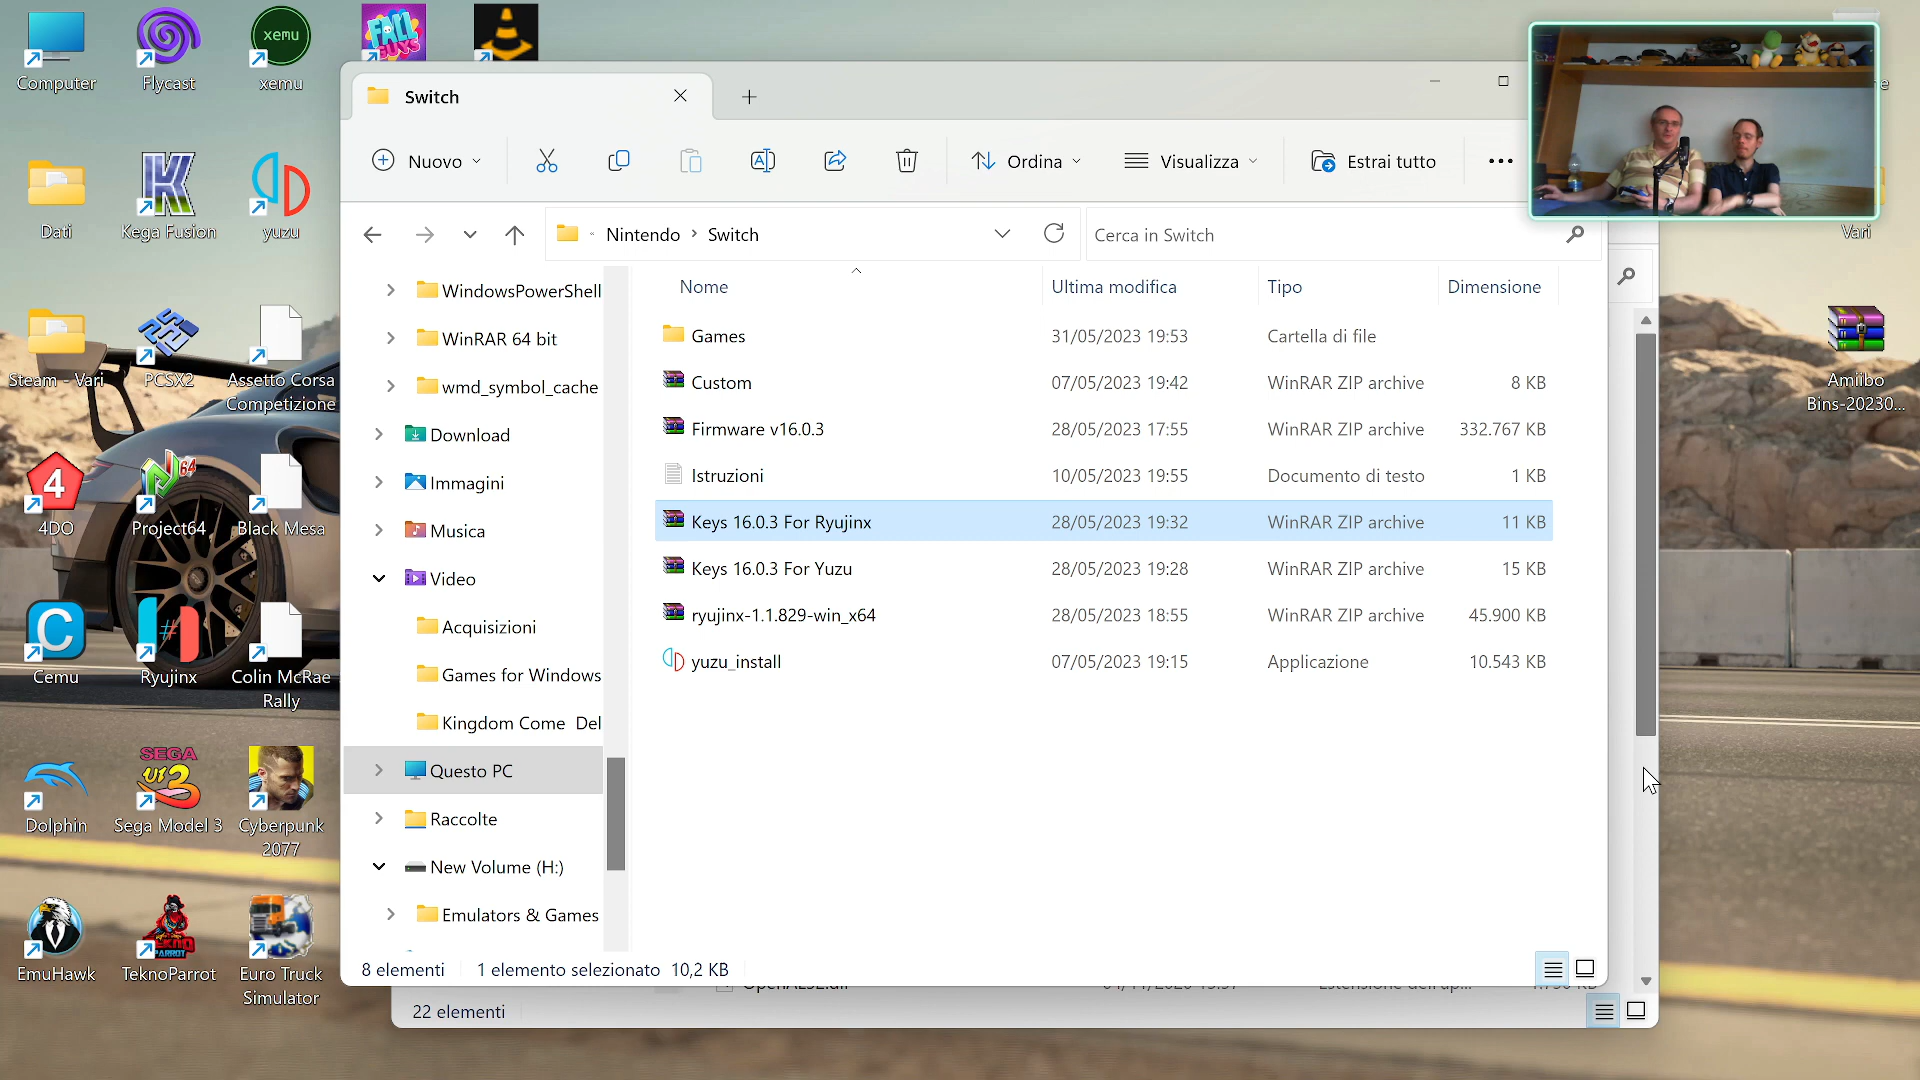 Computer
Flycast
xemu
xemu
FALL GUYS
Dati
Kega Fusion
yuzu
Steam - Vari
PCSX2
Assetto Corsa
Competizione
4
4DO
64
Project64
Black Mesa
Cemu
Ryujinx
Colin McRae
Rally
Dolphin
SEGA
Sega Model 3
Cyberpunk
2077
EmuHawk
TEKNO
PARROT
TeknoParrot
Euro Truck
Simulator
Switch
Nuovo
Ordina
Visualizza
Estrai tutto
Nintendo
Switch
Cerca in Switch
WindowsPowerShell
WinRAR 64 bit
wmd_symbol_cache
Download
Immagini
Musica
Video
Acquisizioni
Games for Windows
Kingdom Come Del
Questo PC
Raccolte
New Volume (H:)
Emulators & Games
Nome Ultima modifica Tipo Dimensione
Games 31/05/2023 19:53 Cartella di file
Custom 07/05/2023 19:42 WinRAR ZIP archive 8 KB
Firmware v16.0.3 28/05/2023 17:55 WinRAR ZIP archive 332.767 KB
Istruzioni 10/05/2023 19:55 Documento di testo 1 KB
Keys 16.0.3 For Ryujinx 28/05/2023 19:32 WinRAR ZIP archive 11 KB
Keys 16.0.3 For Yuzu 28/05/2023 19:28 WinRAR ZIP archive 15 KB
ryujinx-1.1.829-win_x64 28/05/2023 18:55 WinRAR ZIP archive 45.900 KB
yuzu_install 07/05/2023 19:15 Applicazione 10.543 KB
8 elementi 1 elemento selezionato 10,2 KB
22 elementi
Vari
Amiibo
Bins-20230...